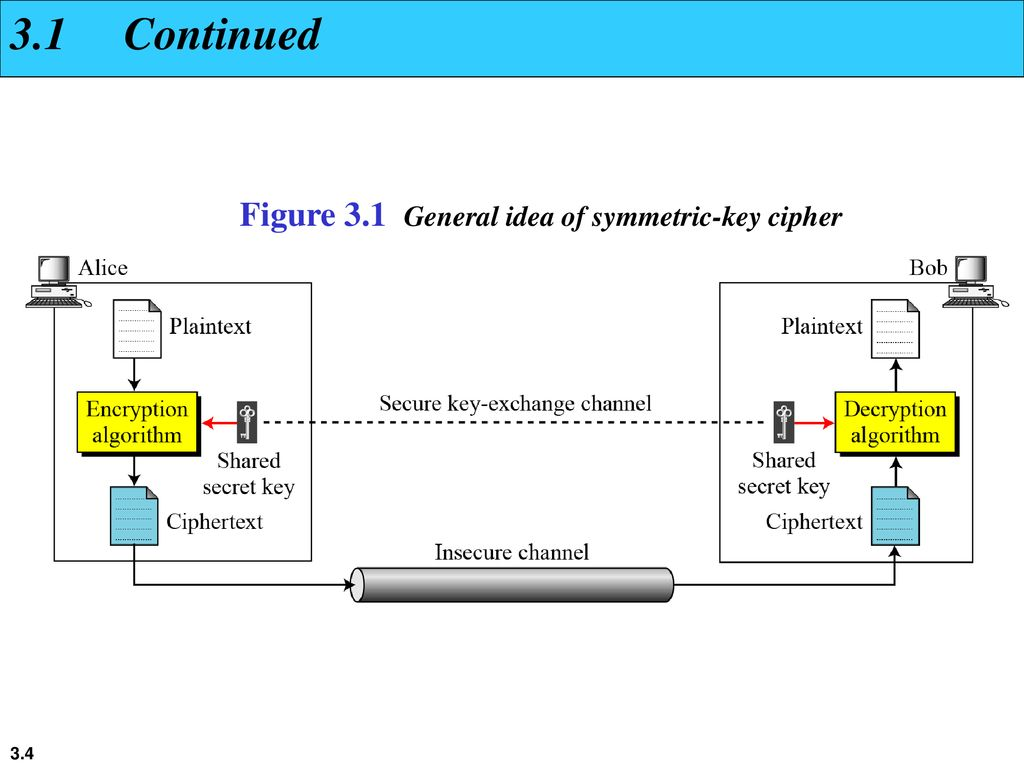 3.1 Continued
Figure 3.1 General idea of symmetric-key cipher
Alice
Bob
Plaintext
Plaintext
Encryption
algorithm
Secure key-exchange channel
Decryption
algorithm
Shared
secret key
Shared
secret key
Ciphertext
Ciphertext
Insecure channel
3.4